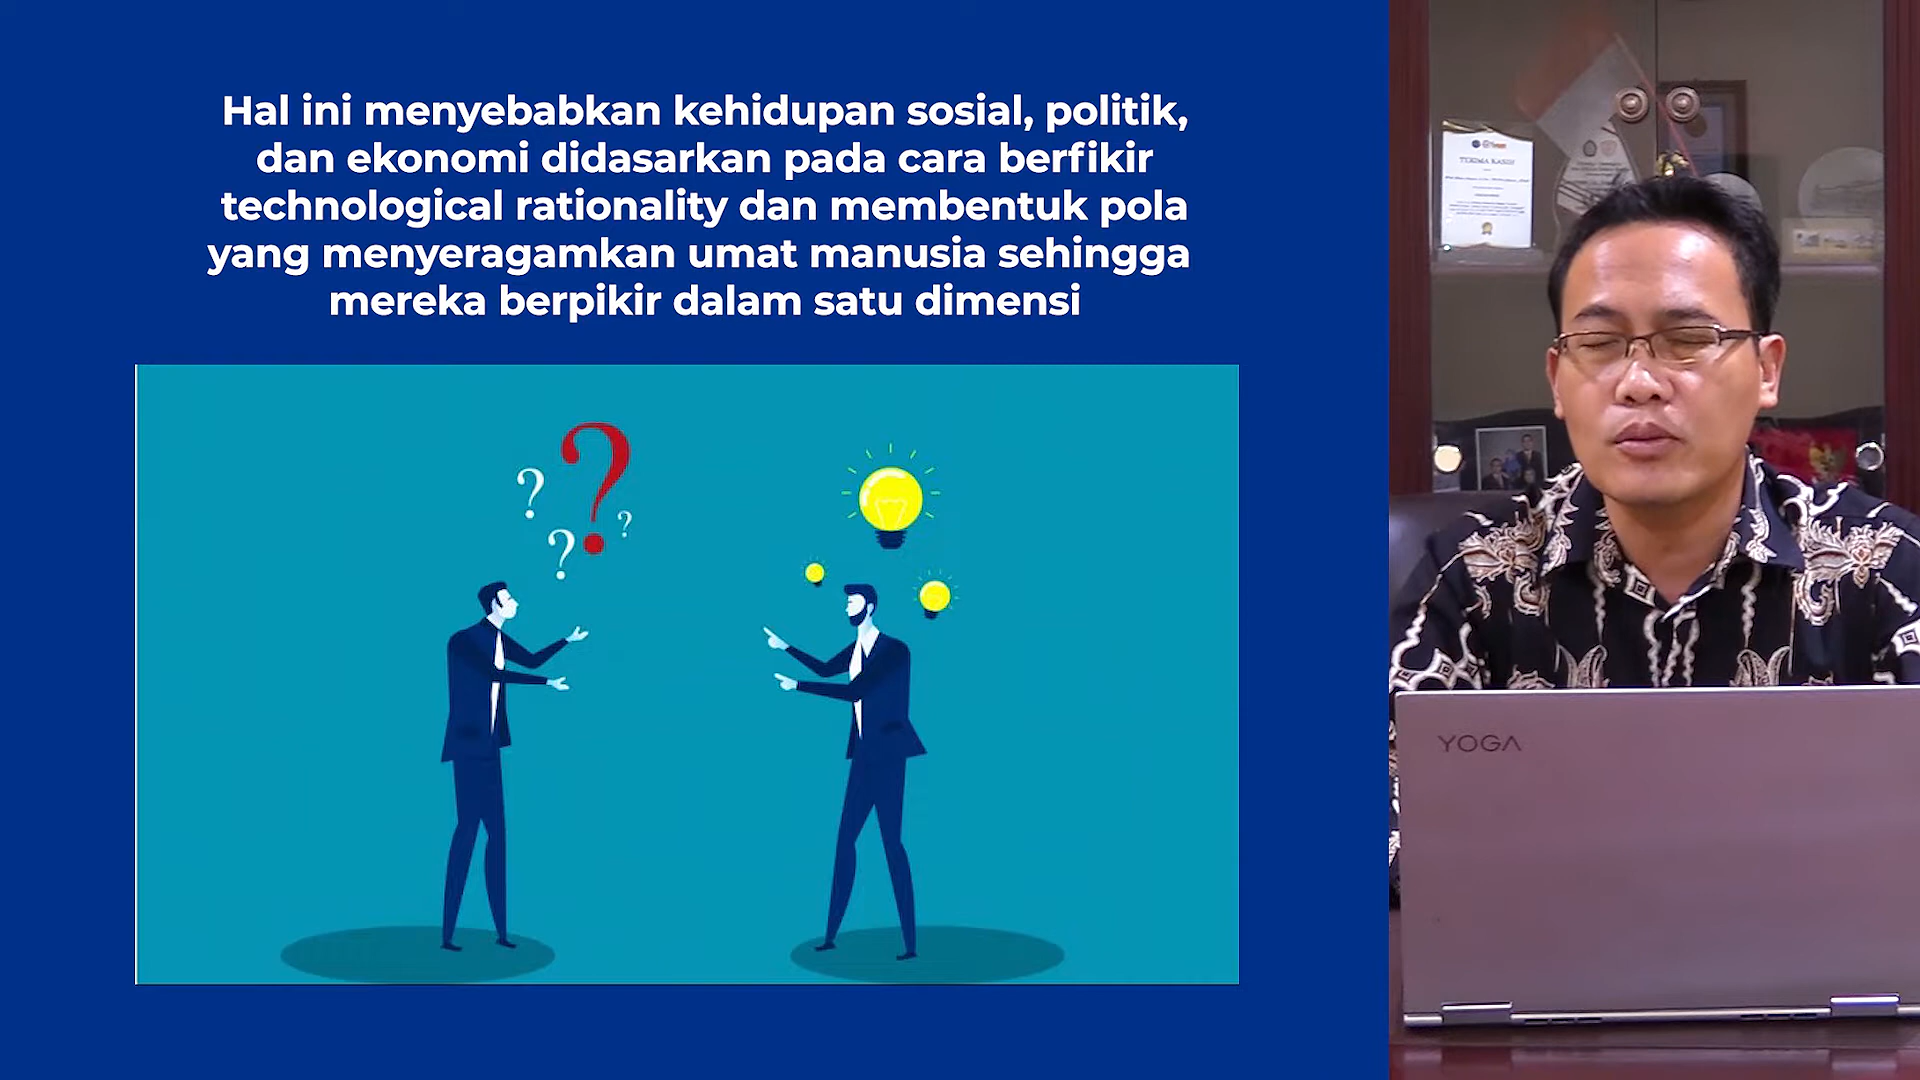 Hal ini menyebabkan kehidupan sosial, politik,
dan ekonomi didasarkan pada cara berfikir
technological rationality dan membentuk pola
yang menyeragamkan umat manusia sehingga
mereka berpikir dalam satu dimensi
?
?
?
?
TERIMA KASIH
YOGA